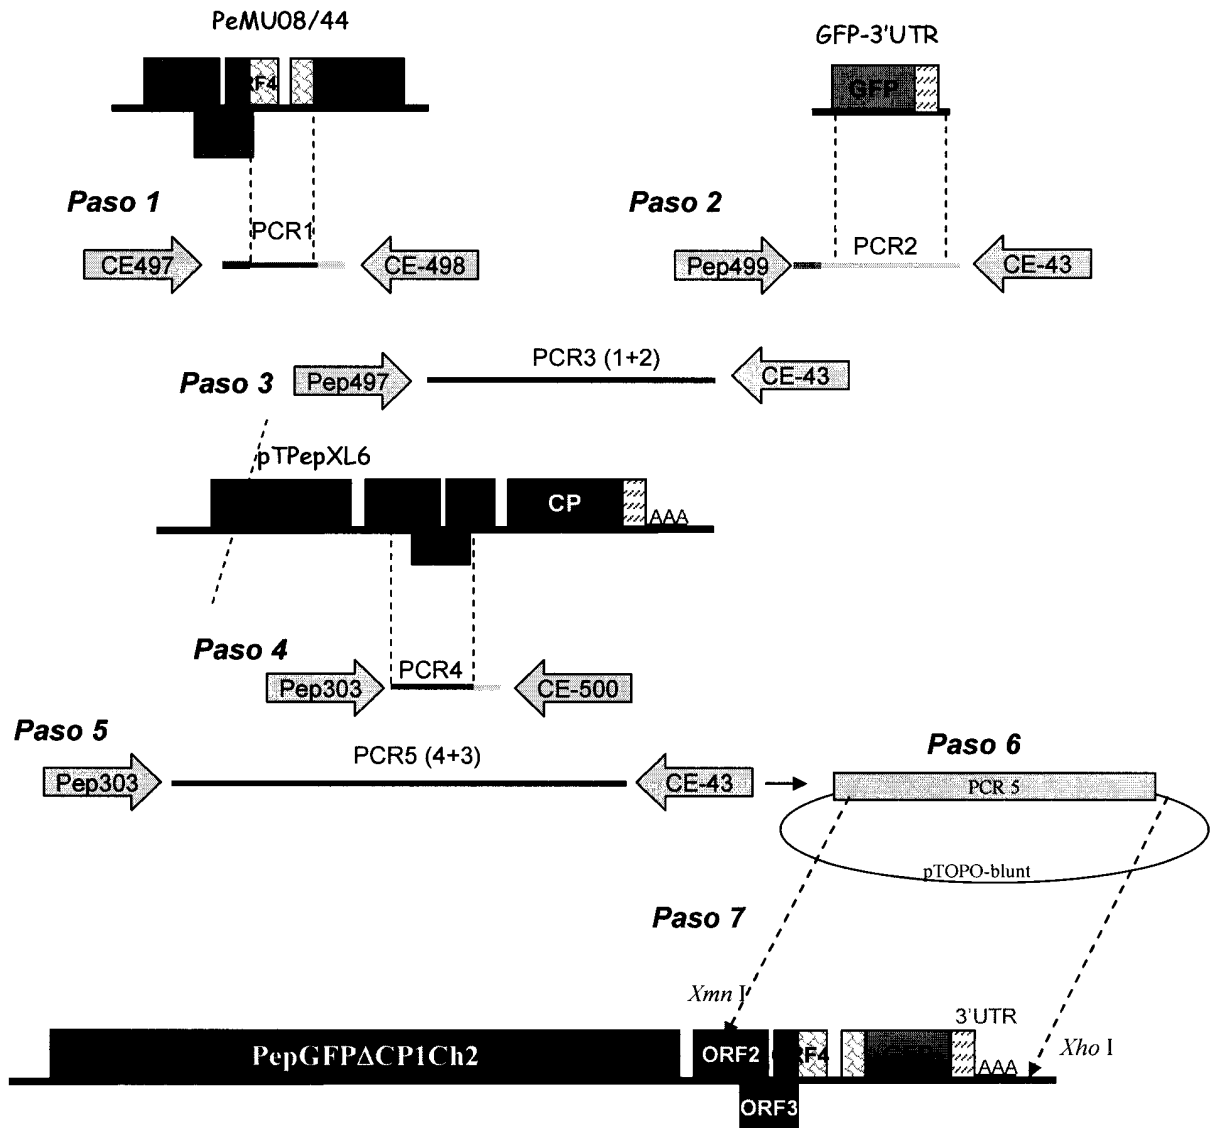 PeMU08/44
GFP-3'UTR
RF4
GFP
Paso 1
PCR1
CE497
CE-498
Paso 2
PCR2
Pep499
CE-43
Paso 3
PCR3 (1+2)
Pep497
CE-43
pTPepXL6
CP
AAA
Paso 4
PCR4
Pep303
CE-500
Paso 5
PCR5 (4+3)
Pep303
CE-43
Paso 6
PCR 5
pTOPO-blunt
Paso 7
Xmn I
3'UTR
Xho I
PepGFPΔCP1Ch2
ORF2
RF4
AAA
ORF3